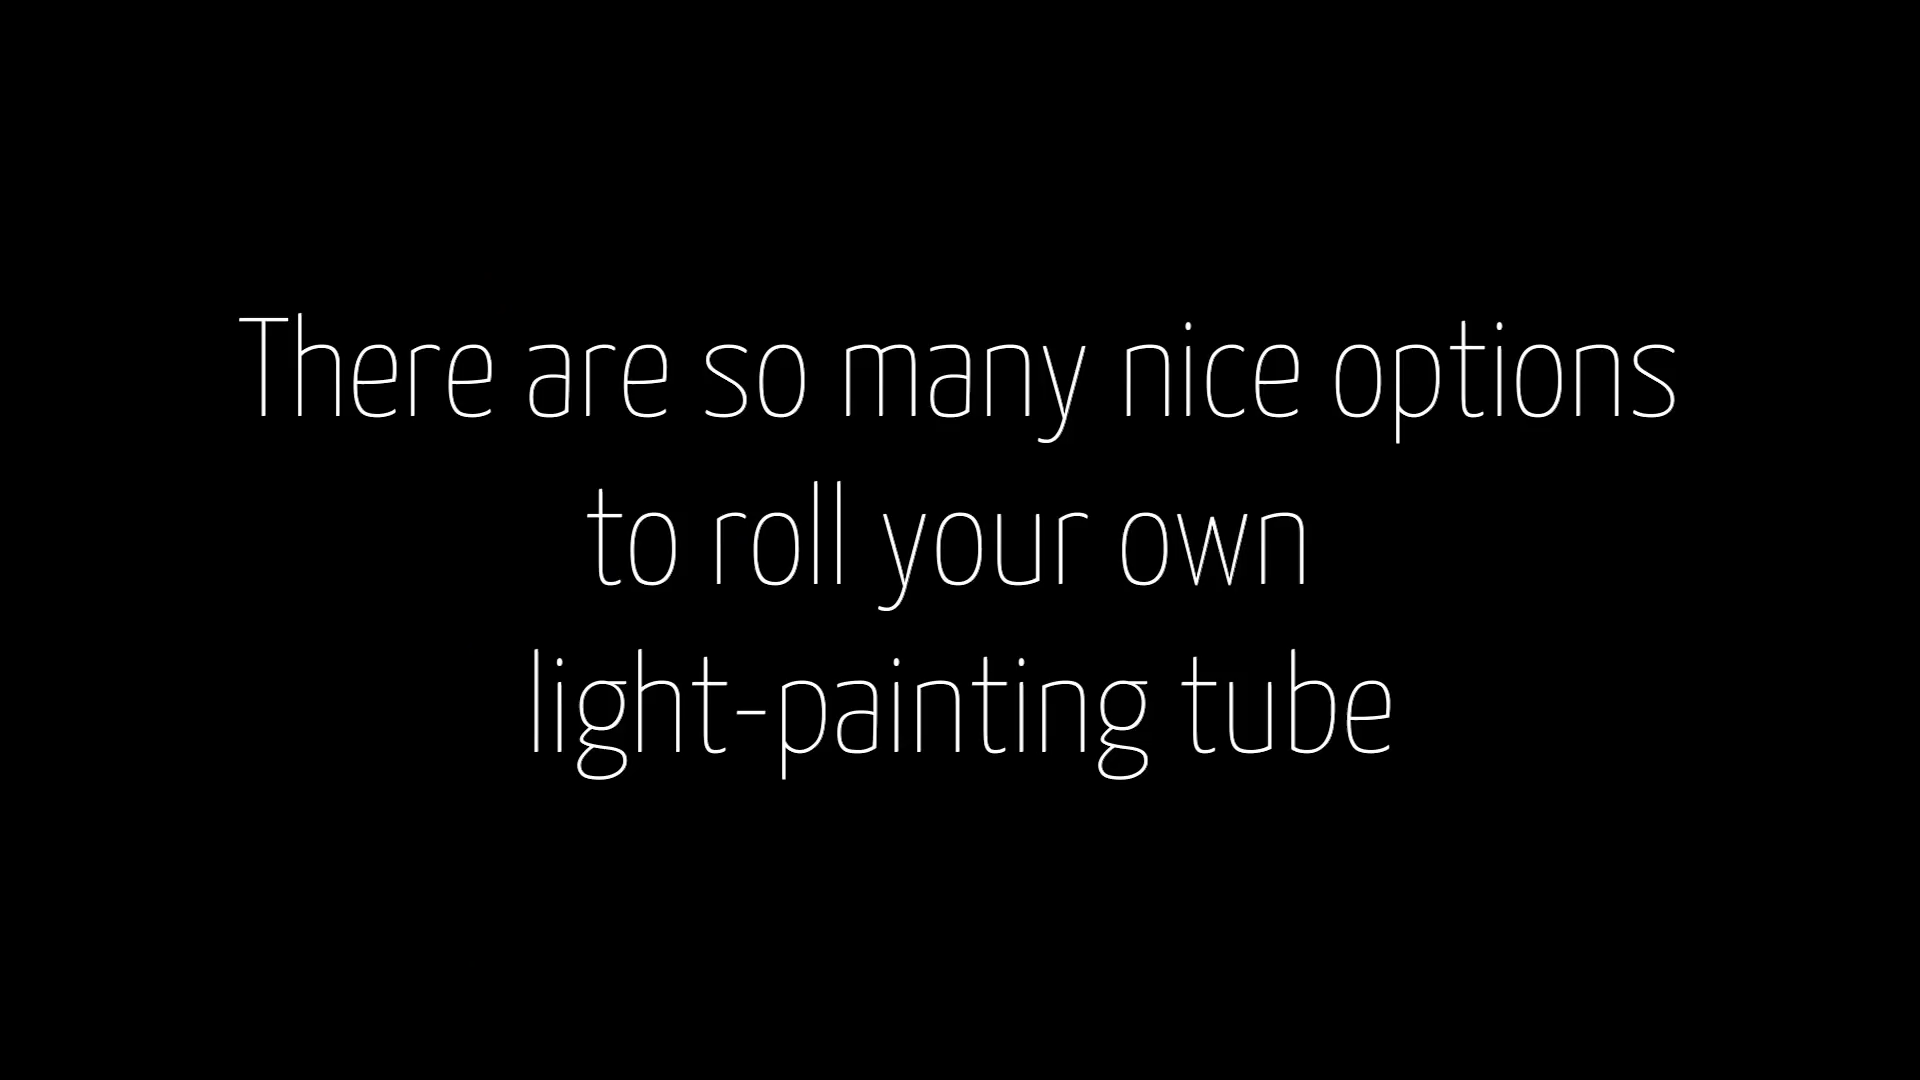 There are so many nice options
to roll your own
light-painting tube